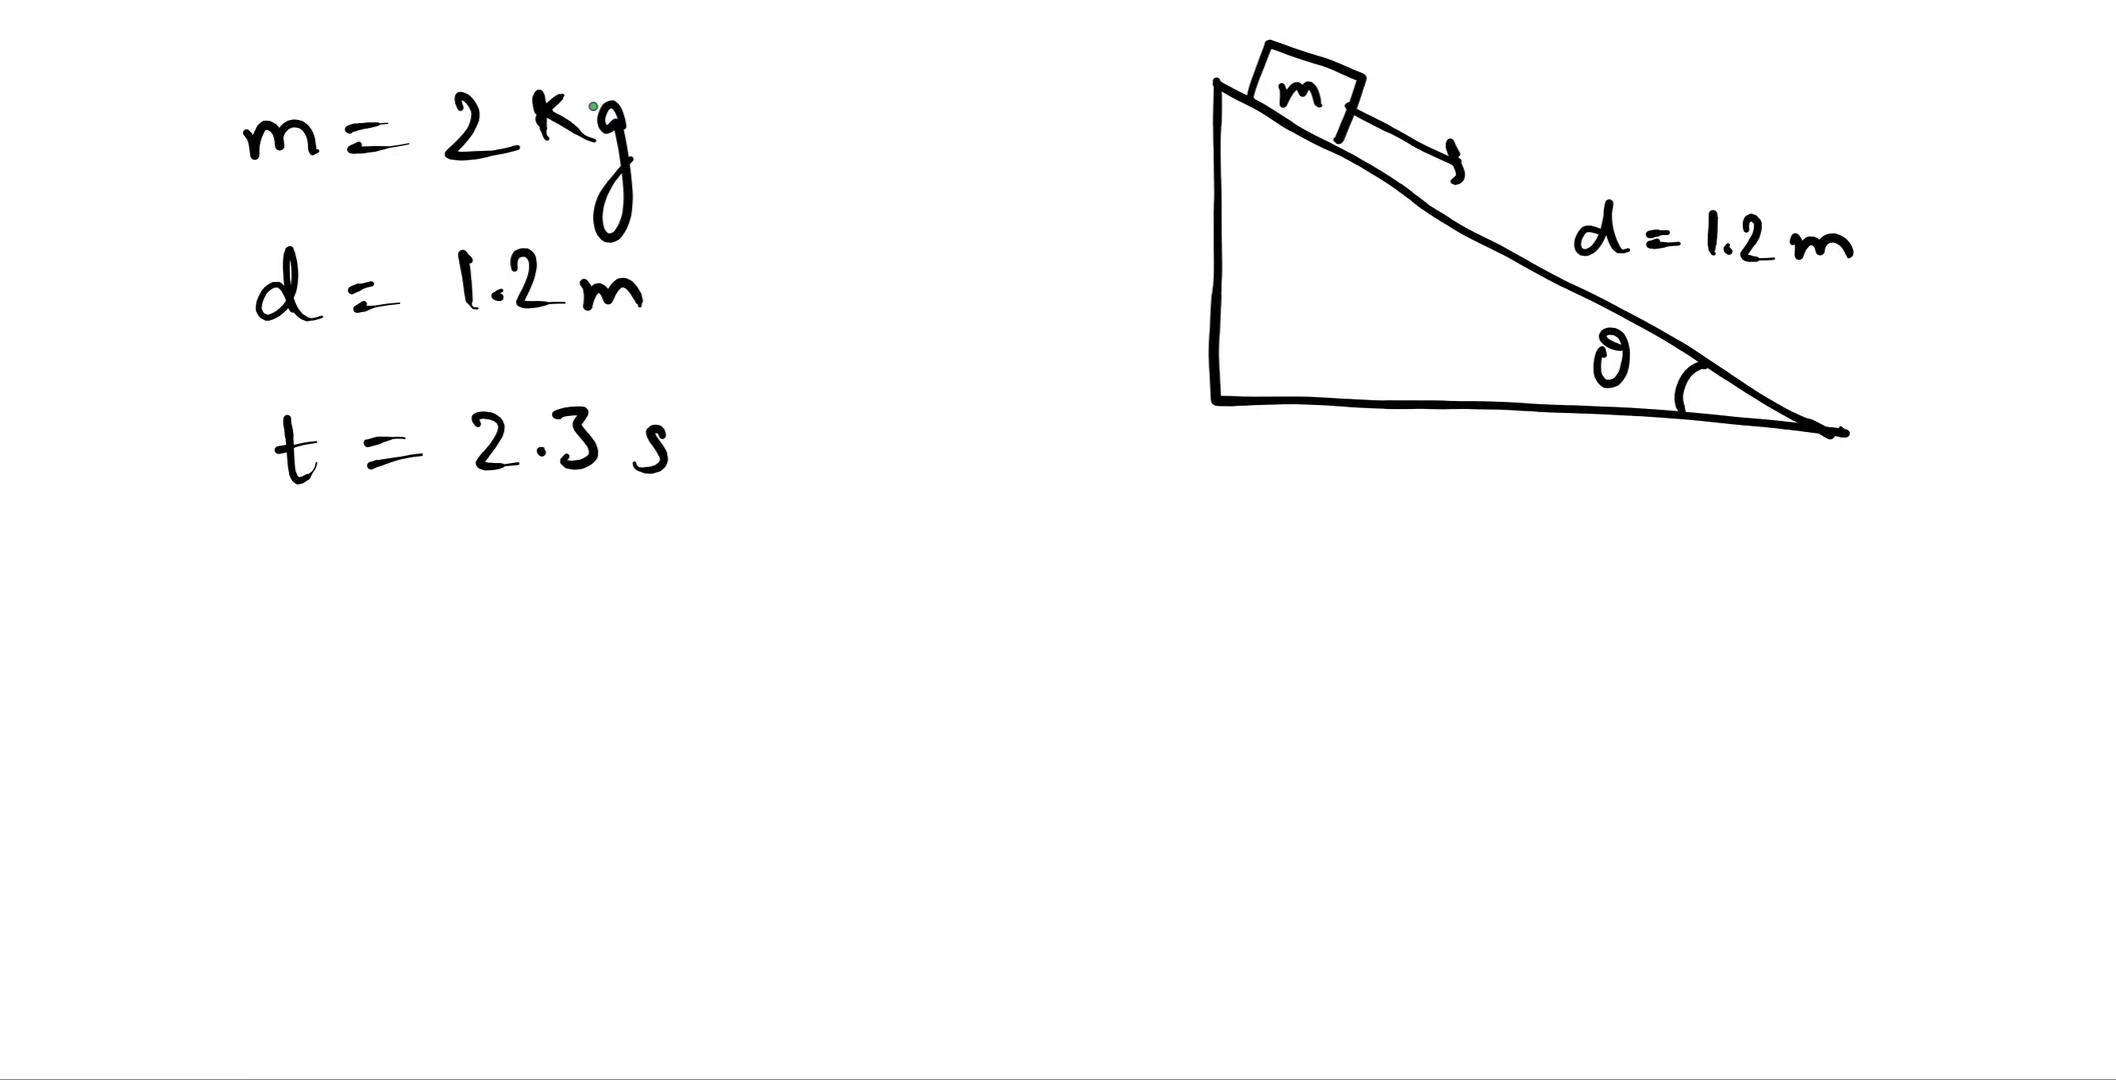 m = 2 kg
d = 1.2 m
t = 2.3 s
m
d = 1.2 m
θ